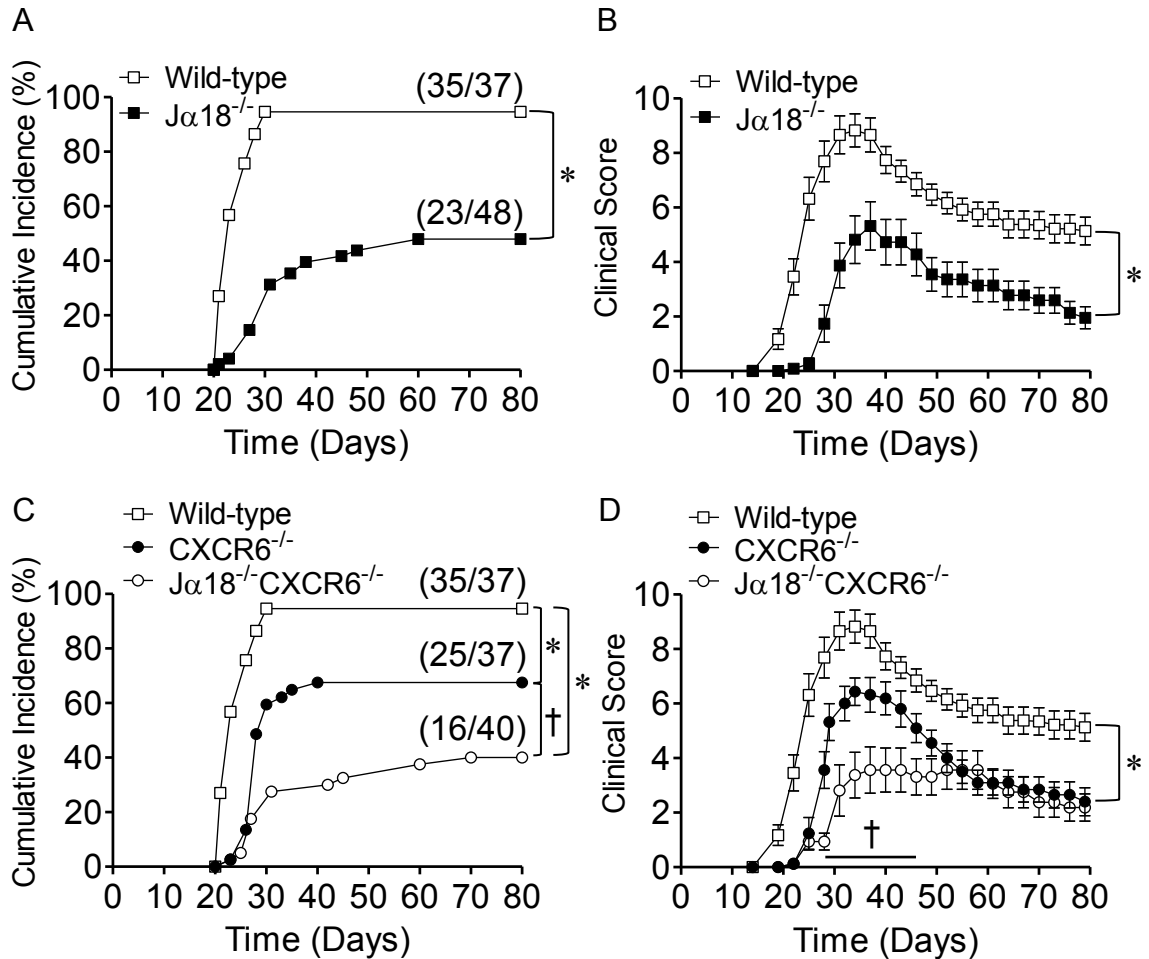 A
Wild-type
Jα18-/-
(35/37)
(23/48)
*
100
80
60
40
20
0
Cumulative Incidence (%)
0 10 20 30 40 50 60 70 80
Time (Days)
B
Wild-type
Jα18-/-
*
10
8
6
4
2
0
Clinical Score
0 10 20 30 40 50 60 70 80
Time (Days)
C
Wild-type
CXCR6-/-
Jα18-/-CXCR6-/-
(35/37)
(25/37)
(16/40)
*
*
†
100
80
60
40
20
0
Cumulative Incidence (%)
0 10 20 30 40 50 60 70 80
Time (Days)
D
Wild-type
CXCR6-/-
Jα18-/-CXCR6-/-
*
†
10
8
6
4
2
0
Clinical Score
0 10 20 30 40 50 60 70 80
Time (Days)